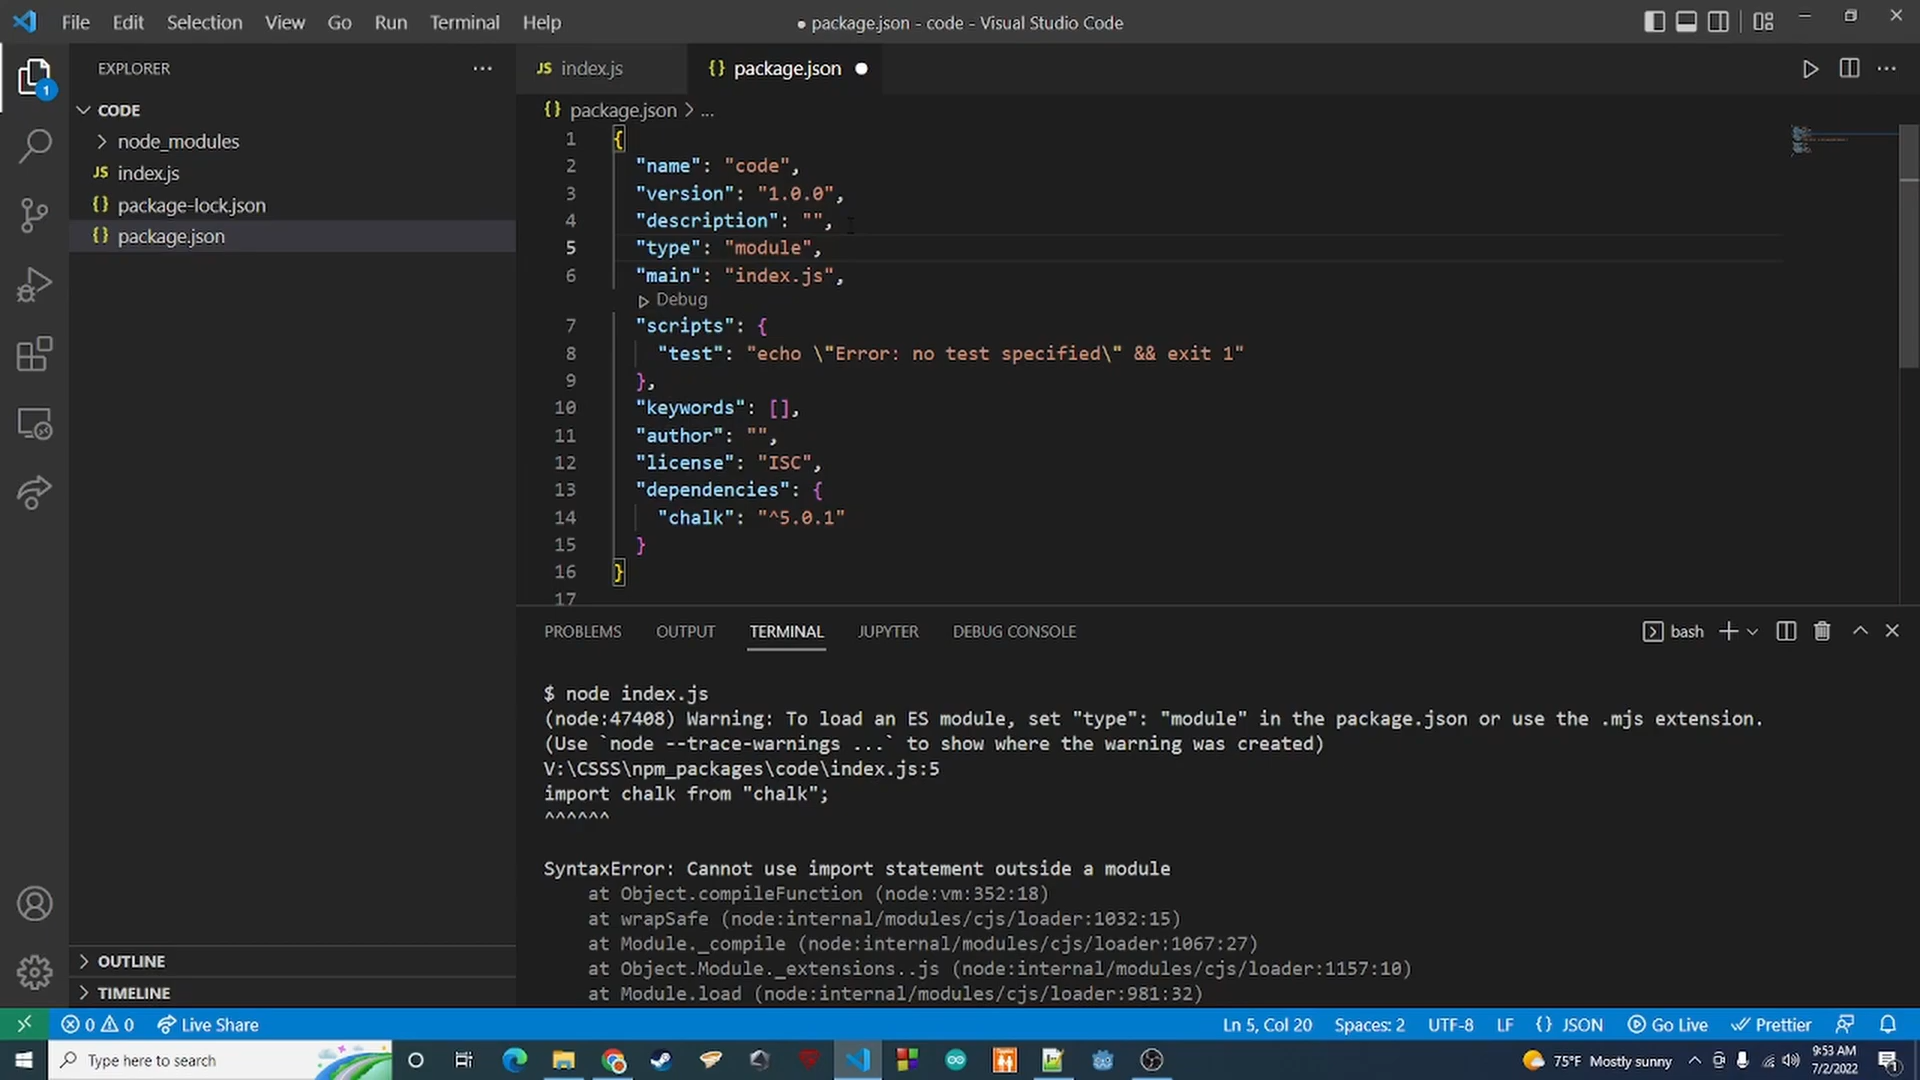 File Edit Selection View Go Run Terminal Help
● package.json - code - Visual Studio Code
EXPLORER
1
CODE
node_modules
JS index.js
{} package-lock.json
{} package.json
OUTLINE
TIMELINE
JS index.js
{} package.json
{} package.json > ...
1 {
2 "name": "code",
3 "version": "1.0.0",
4 "description": "",
5 "type": "module",
6 "main": "index.js",
Debug
7 "scripts": {
8 "test": "echo \"Error: no test specified\" && exit 1"
9 },
10 "keywords": [],
11 "author": "",
12 "license": "ISC",
13 "dependencies": {
14 "chalk": "^5.0.1"
15 }
16 }
17
PROBLEMS OUTPUT TERMINAL JUPYTER DEBUG CONSOLE
bash
$ node index.js
(node:47408) Warning: To load an ES module, set "type": "module" in the package.json or use the .mjs extension.
(Use `node --trace-warnings ...` to show where the warning was created)
V:\CSSS\npm_packages\code\index.js:5
import chalk from "chalk";
^^^^^^
SyntaxError: Cannot use import statement outside a module
at Object.compileFunction (node:vm:352:18)
at wrapSafe (node:internal/modules/cjs/loader:1032:15)
at Module._compile (node:internal/modules/cjs/loader:1067:27)
at Object.Module._extensions..js (node:internal/modules/cjs/loader:1157:10)
at Module.load (node:internal/modules/cjs/loader:981:32)
0 0 Live Share
Ln 5, Col 20 Spaces: 2 UTF-8 LF {} JSON Go Live Prettier
Type here to search
75°F Mostly sunny
9:53 AM
7/2/2022
1